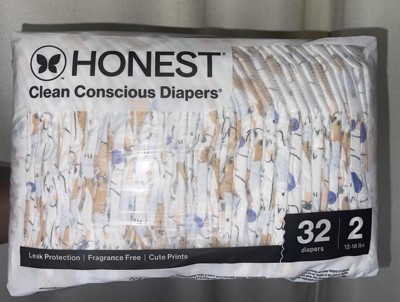 HONEST®
Clean Conscious Diapers®
32
diapers
2
12-18 lbs
Leak Protection | Fragrance Free | Cute Prints